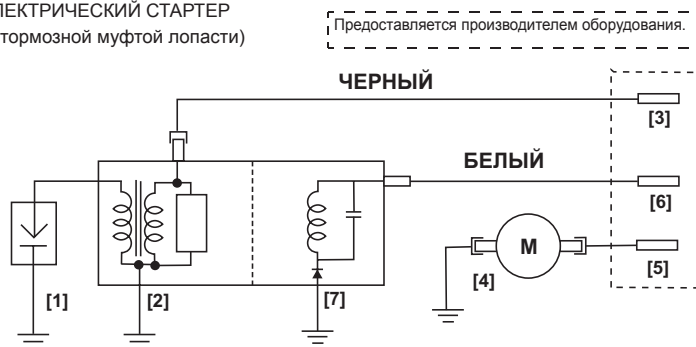 ЛЕКТРИЧЕСКИЙ СТАРТЕР
тормозной муфтой лопасти)
Предоставляется производителем оборудования.
ЧЕРНЫЙ
[3]
БЕЛЫЙ
[6]
M
[4]
[5]
[1]
[2]
[7]